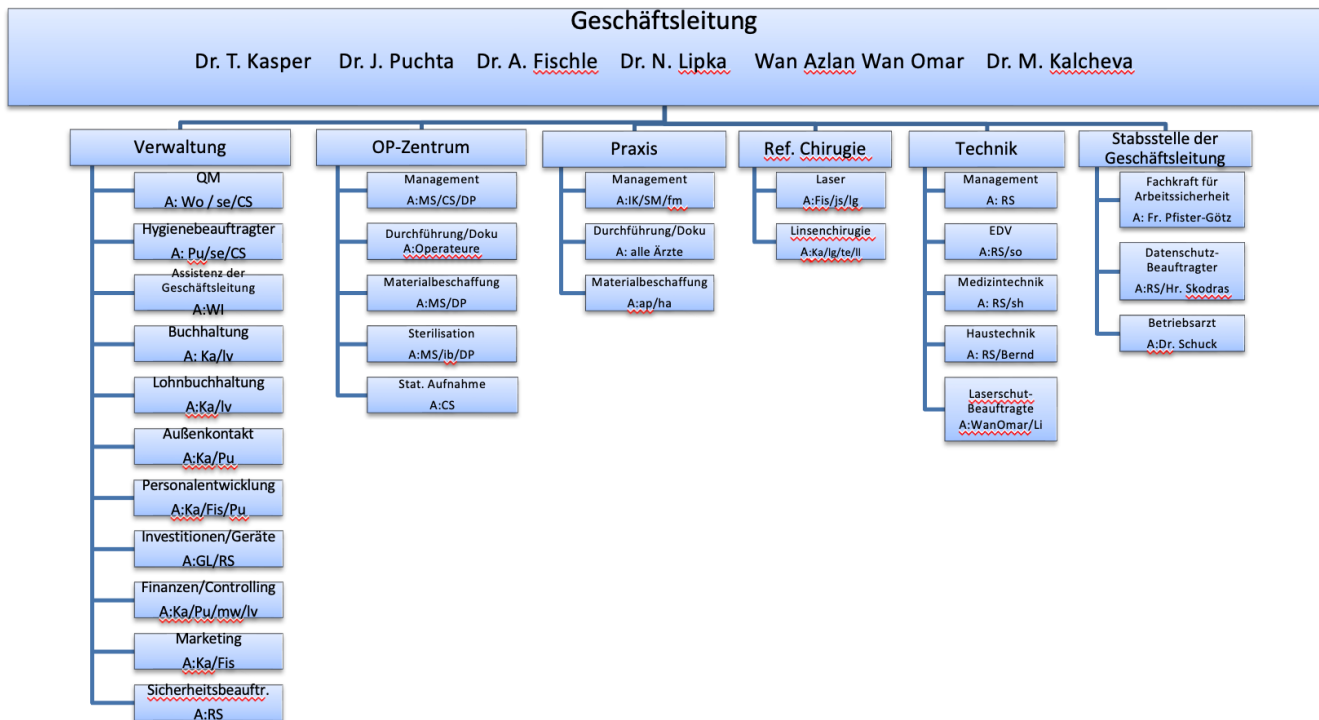 Geschäftsleitung
Dr. T. Kasper Dr. J. Puchta Dr. A. Fischle Dr. N. Lipka Wan Azlan Wan Omar Dr. M. Kalcheva
Verwaltung
QM
A: Wo / se/CS
Hygienebeauftragter
A: Pu/se/CS
Assistenz der
Geschäftsleitung
A:WI
Buchhaltung
A: Ka/lv
Lohnbuchhaltung
A:Ka/lv
Außenkontakt
A:Ka/Pu
Personalentwicklung
A:Ka/Fis/Pu
Investitionen/Geräte
A:GL/RS
Finanzen/Controlling
A:Ka/Pu/mw/lv
Marketing
A:Ka/Fis
Sicherheitsbeauftr.
A:RS
OP-Zentrum
Management
A:MS/CS/DP
Durchführung/Doku
A:Operateure
Materialbeschaffung
A:MS/DP
Sterilisation
A:MS/ib/DP
Stat. Aufnahme
A:CS
Praxis
Management
A:IK/SM/fm
Durchführung/Doku
A: alle Ärzte
Materialbeschaffung
A:ap/ha
Ref. Chirugie
Laser
A:Fis/js/lg
Linsenchirugie
A:Ka/lg/te/ll
Technik
Management
A: RS
EDV
A:RS/so
Medizintechnik
A: RS/sh
Haustechnik
A: RS/Bernd
Laserschut-
Beauftragte
A:WanOmar/Li
Stabsstelle der
Geschäftsleitung
Fachkraft für
Arbeitssicherheit
A: Fr. Pfister-Götz
Datenschutz-
Beauftragter
A:RS/Hr. Skodras
Betriebsarzt
A:Dr. Schuck